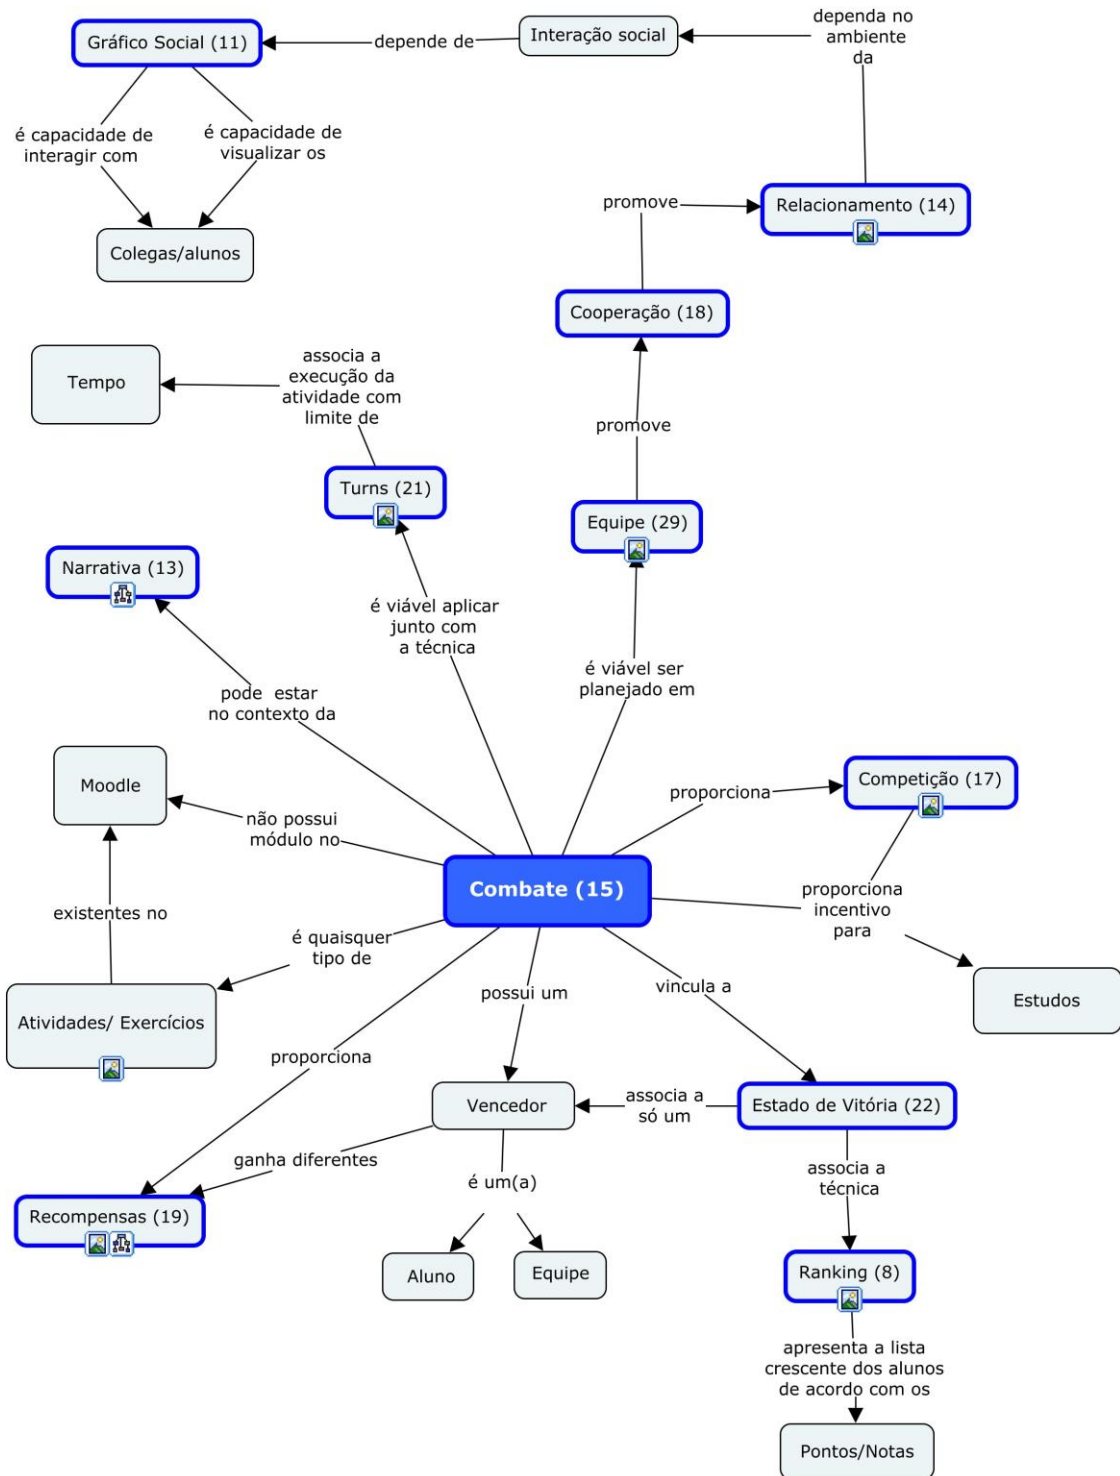 Gráfico Social (11)
depende de
Interação social
dependa no
ambiente
da
é capacidade de
interagir com
é capacidade de
visualizar os
Colegas/alunos
promove
Relacionamento (14)
Cooperação (18)
Tempo
associa a
execução da
atividade com
limite de
promove
Turns (21)
Equipe (29)
Narrativa (13)
é viável aplicar
junto com
a técnica
é viável ser
planejado em
pode  estar
no contexto da
Moodle
não possui
módulo no
proporciona
Competição (17)
Combate (15)
proporciona
incentivo
para
existentes no
é quaisquer
tipo de
possui um
vincula a
Estudos
Atividades/ Exercícios
proporciona
Vencedor
associa a
só um
Estado de Vitória (22)
ganha diferentes
é um(a)
associa a
técnica
Recompensas (19)
Aluno
Equipe
Ranking (8)
apresenta a lista
crescente dos alunos
de acordo com os
Pontos/Notas